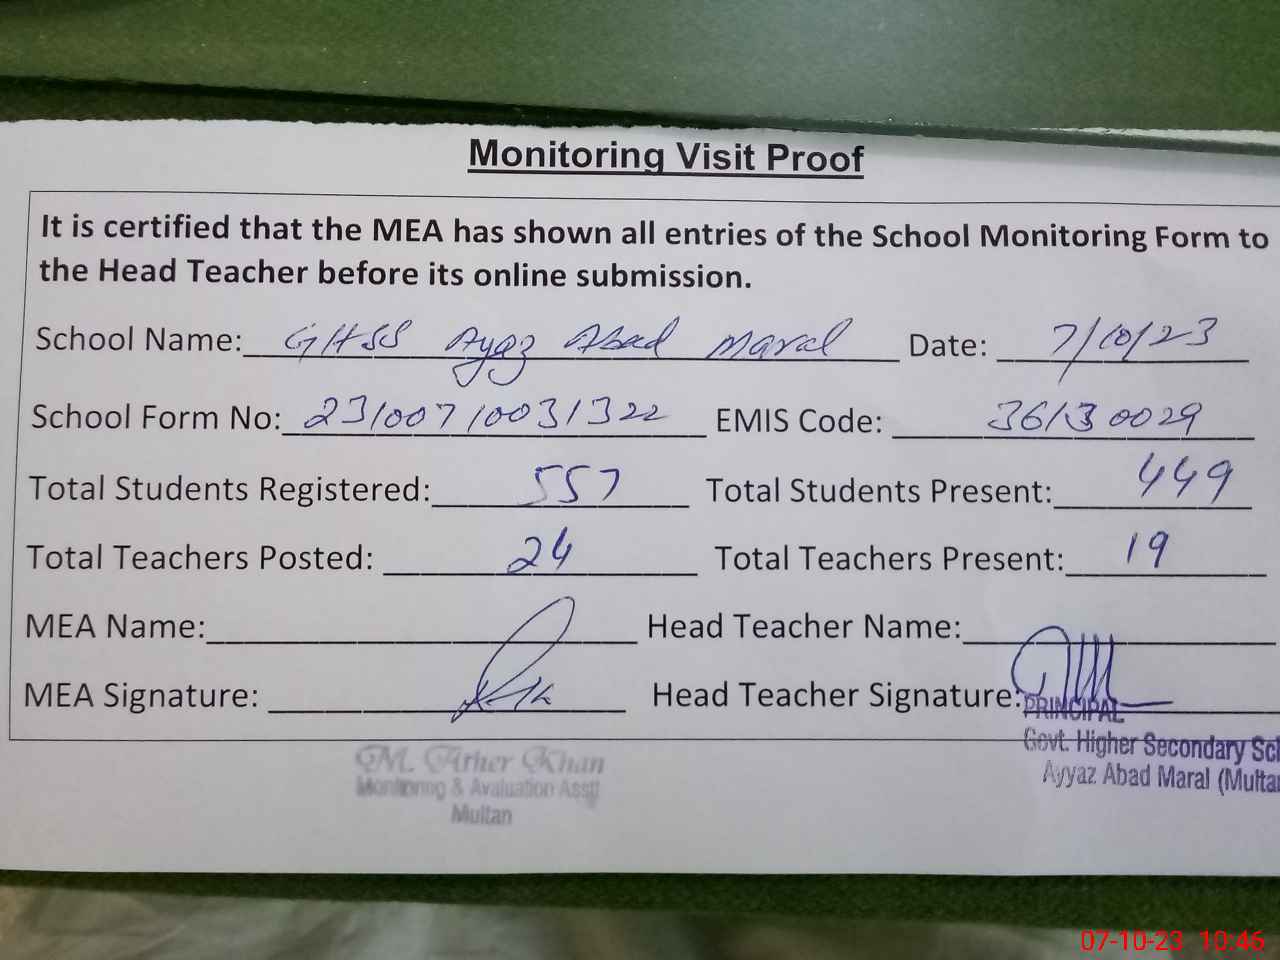 Monitoring Visit Proof
It is certified that the MEA has shown all entries of the School Monitoring Form to
the Head Teacher before its online submission.
School Name: GHSS Ayaz Abad Maral Date: 7/10/23
School Form No: 23100710031322 EMIS Code: 36130029
Total Students Registered: 557 Total Students Present: 449
Total Teachers Posted: 24 Total Teachers Present: 19
MEA Name: Head Teacher Name:
MEA Signature: Head Teacher Signature:
PRINCIPAL
Govt. Higher Secondary Sch
Ayyaz Abad Maral (Multan
M. Ather Khan
Monitoring & Avaluation Asstt
Multan
07-10-23 10:46